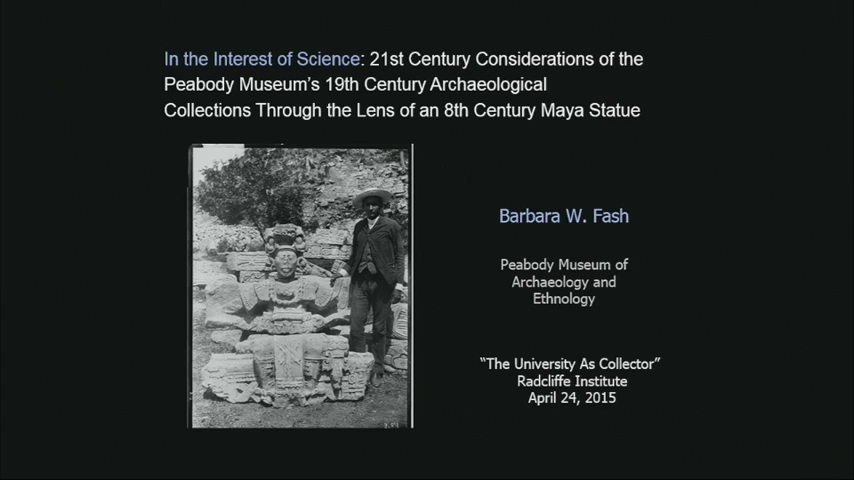 In the Interest of Science: 21st Century Considerations of the
Peabody Museum's 19th Century Archaeological
Collections Through the Lens of an 8th Century Maya Statue
Barbara W. Fash
Peabody Museum of
Archaeology and
Ethnology
“The University As Collector”
Radcliffe Institute
April 24, 2015